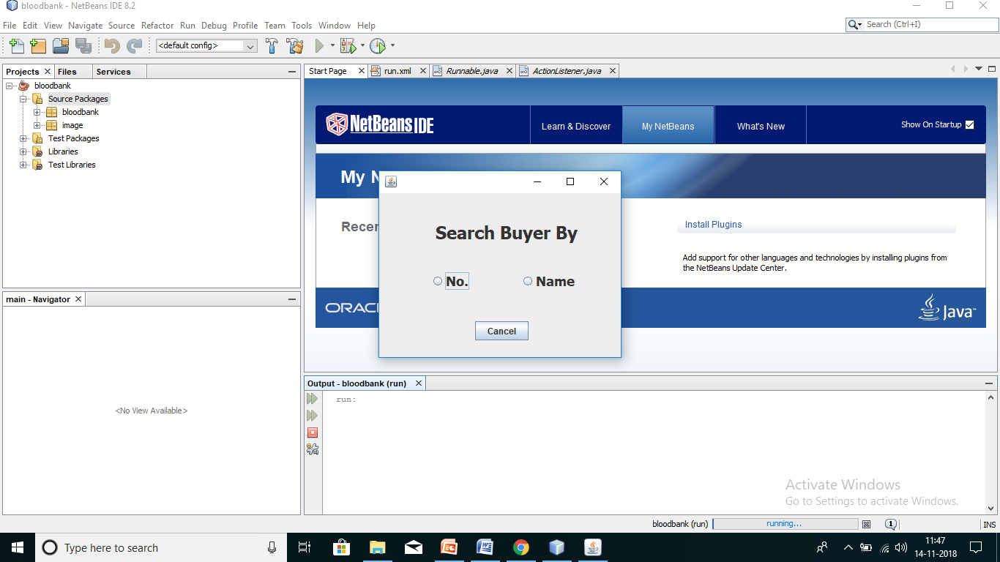 bloodbank - NetBeans IDE 8.2
File Edit View Navigate Source Refactor Run Debug Profile Team Tools Window Help
Search (Ctrl+I)
<default config>
Projects Files Services
bloodbank
Source Packages
bloodbank
image
Test Packages
Libraries
Test Libraries
main - Navigator
<No View Available>
Start Page run.xml Runnable.java ActionListener.java
NetBeans IDE
Learn & Discover My NetBeans What's New
Show On Startup
My N
Recen
Install Plugins
Add support for other languages and technologies by installing plugins from
the NetBeans Update Center.
ORAC
Java™
Search Buyer By
No. Name
Cancel
Output - bloodbank (run)
run:
Activate Windows
Go to Settings to activate Windows.
bloodbank (run) running... 1 INS
Type here to search
11:47
14-11-2018